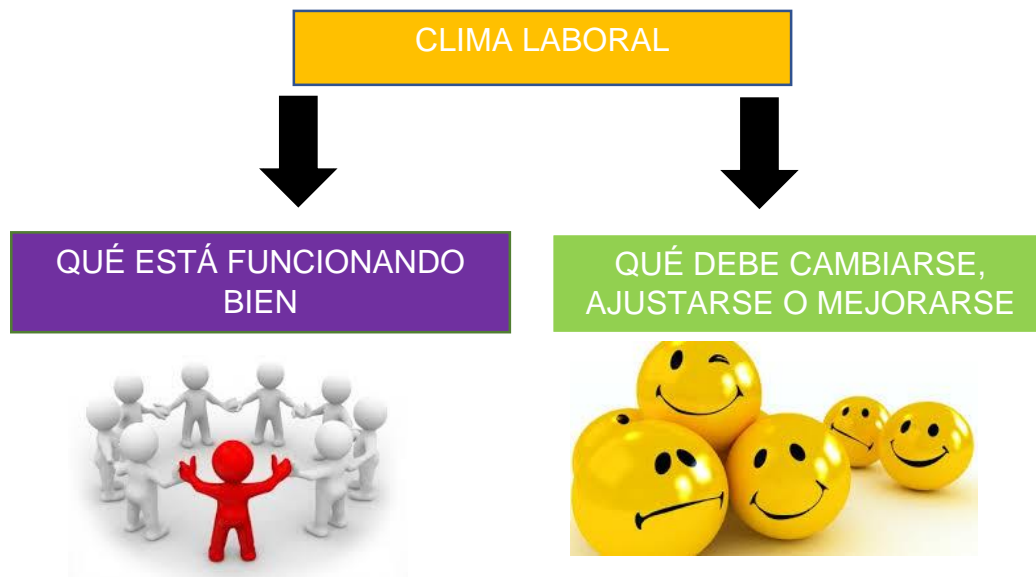 CLIMA LABORAL
QUÉ ESTÁ FUNCIONANDO
BIEN
QUÉ DEBE CAMBIARSE,
AJUSTARSE O MEJORARSE